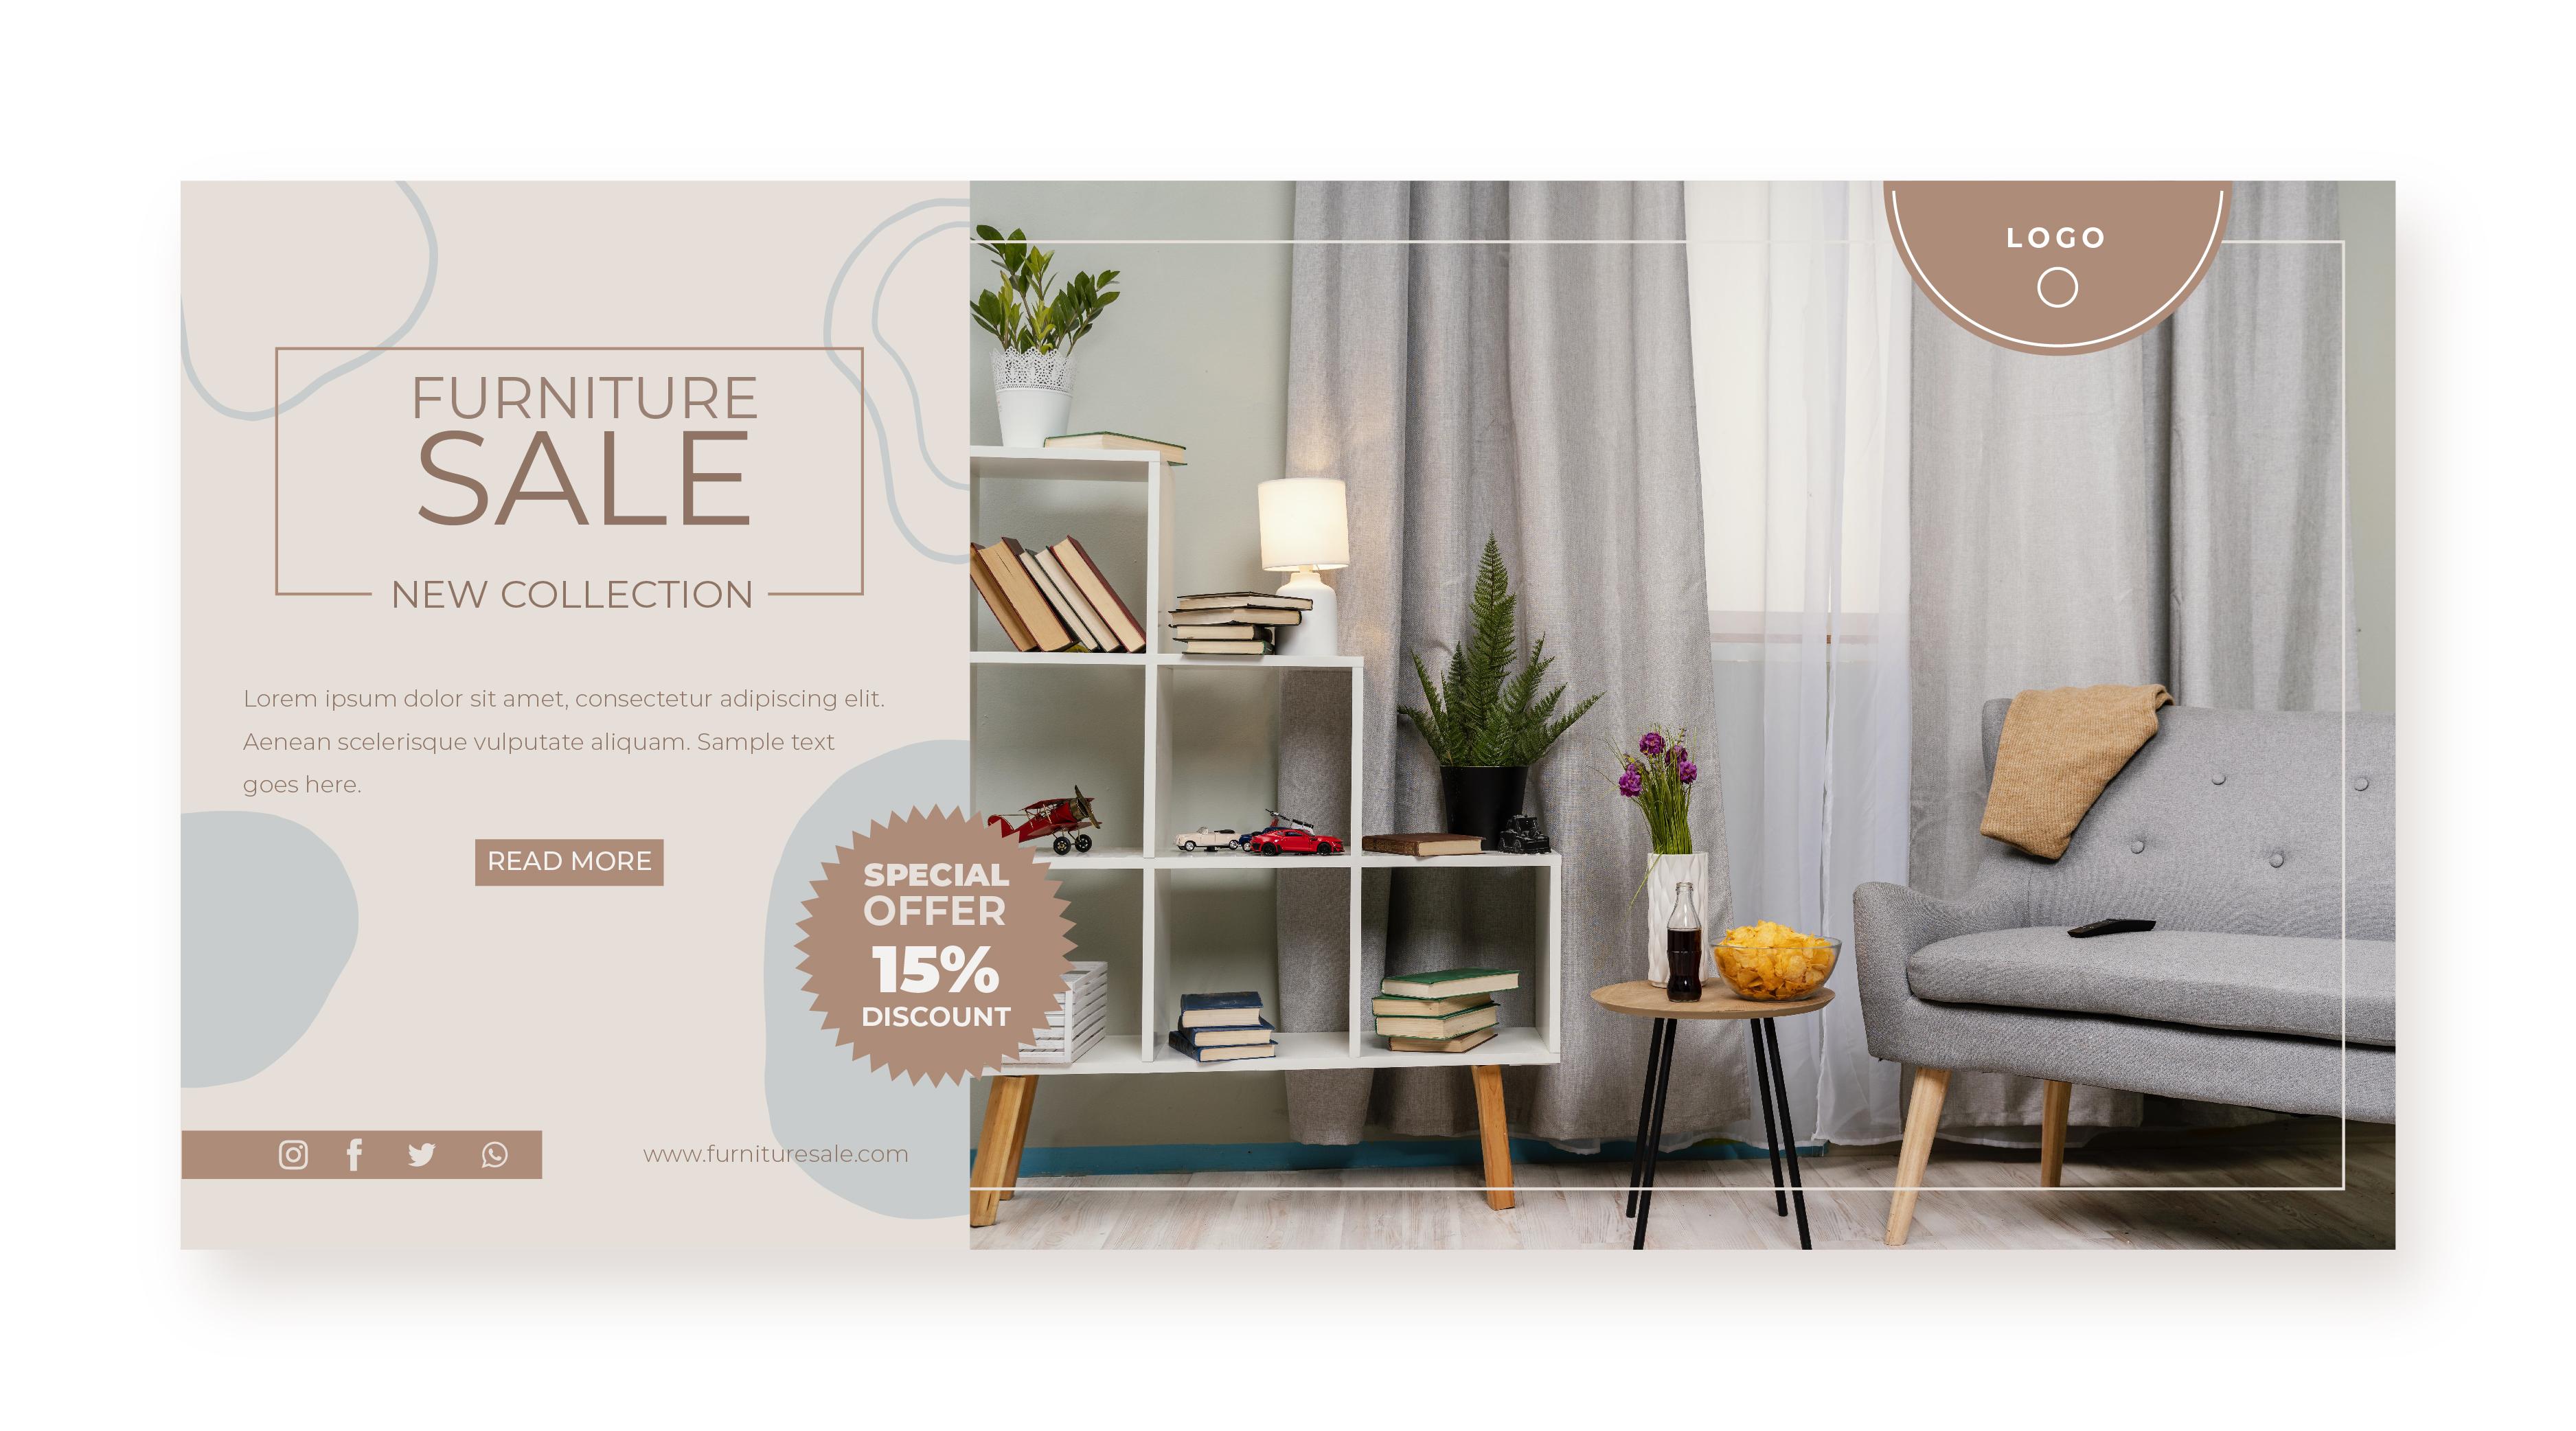 FURNITURE
SALE
NEW COLLECTION
Lorem ipsum dolor sit amet, consectetur adipiscing elit.
Aenean scelerisque vulputate aliquam. Sample text
goes here.
READ MORE
SPECIAL
OFFER
15%
DISCOUNT
www.furnituresale.com
LOGO